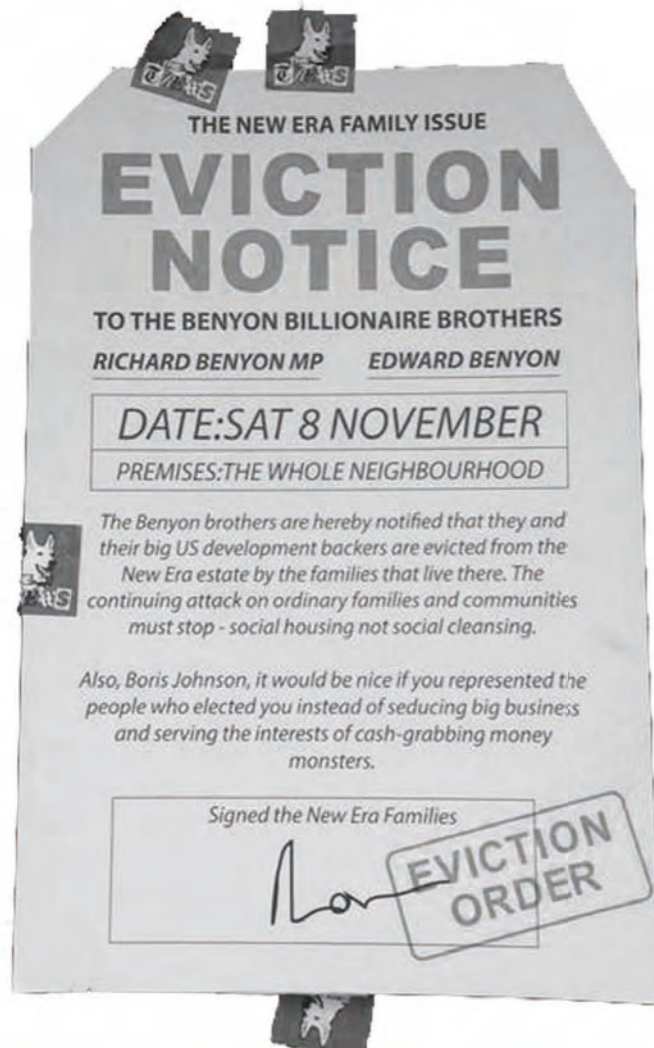 THE NEW ERA FAMILY ISSUE
EVICTION
NOTICE
TO THE BENYON BILLIONAIRE BROTHERS
RICHARD BENYON MP EDWARD BENYON
DATE:SAT 8 NOVEMBER
PREMISES:THE WHOLE NEIGHBOURHOOD
The Benyon brothers are hereby notified that they and
their big US development backers are evicted from the
New Era estate by the families that live there. The
continuing attack on ordinary families and communities
must stop - social housing not social cleansing.
Also, Boris Johnson, it would be nice if you represented the
people who elected you instead of seducing big business
and serving the interests of cash-grabbing money
monsters.
Signed the New Era Families
EVICTION
ORDER